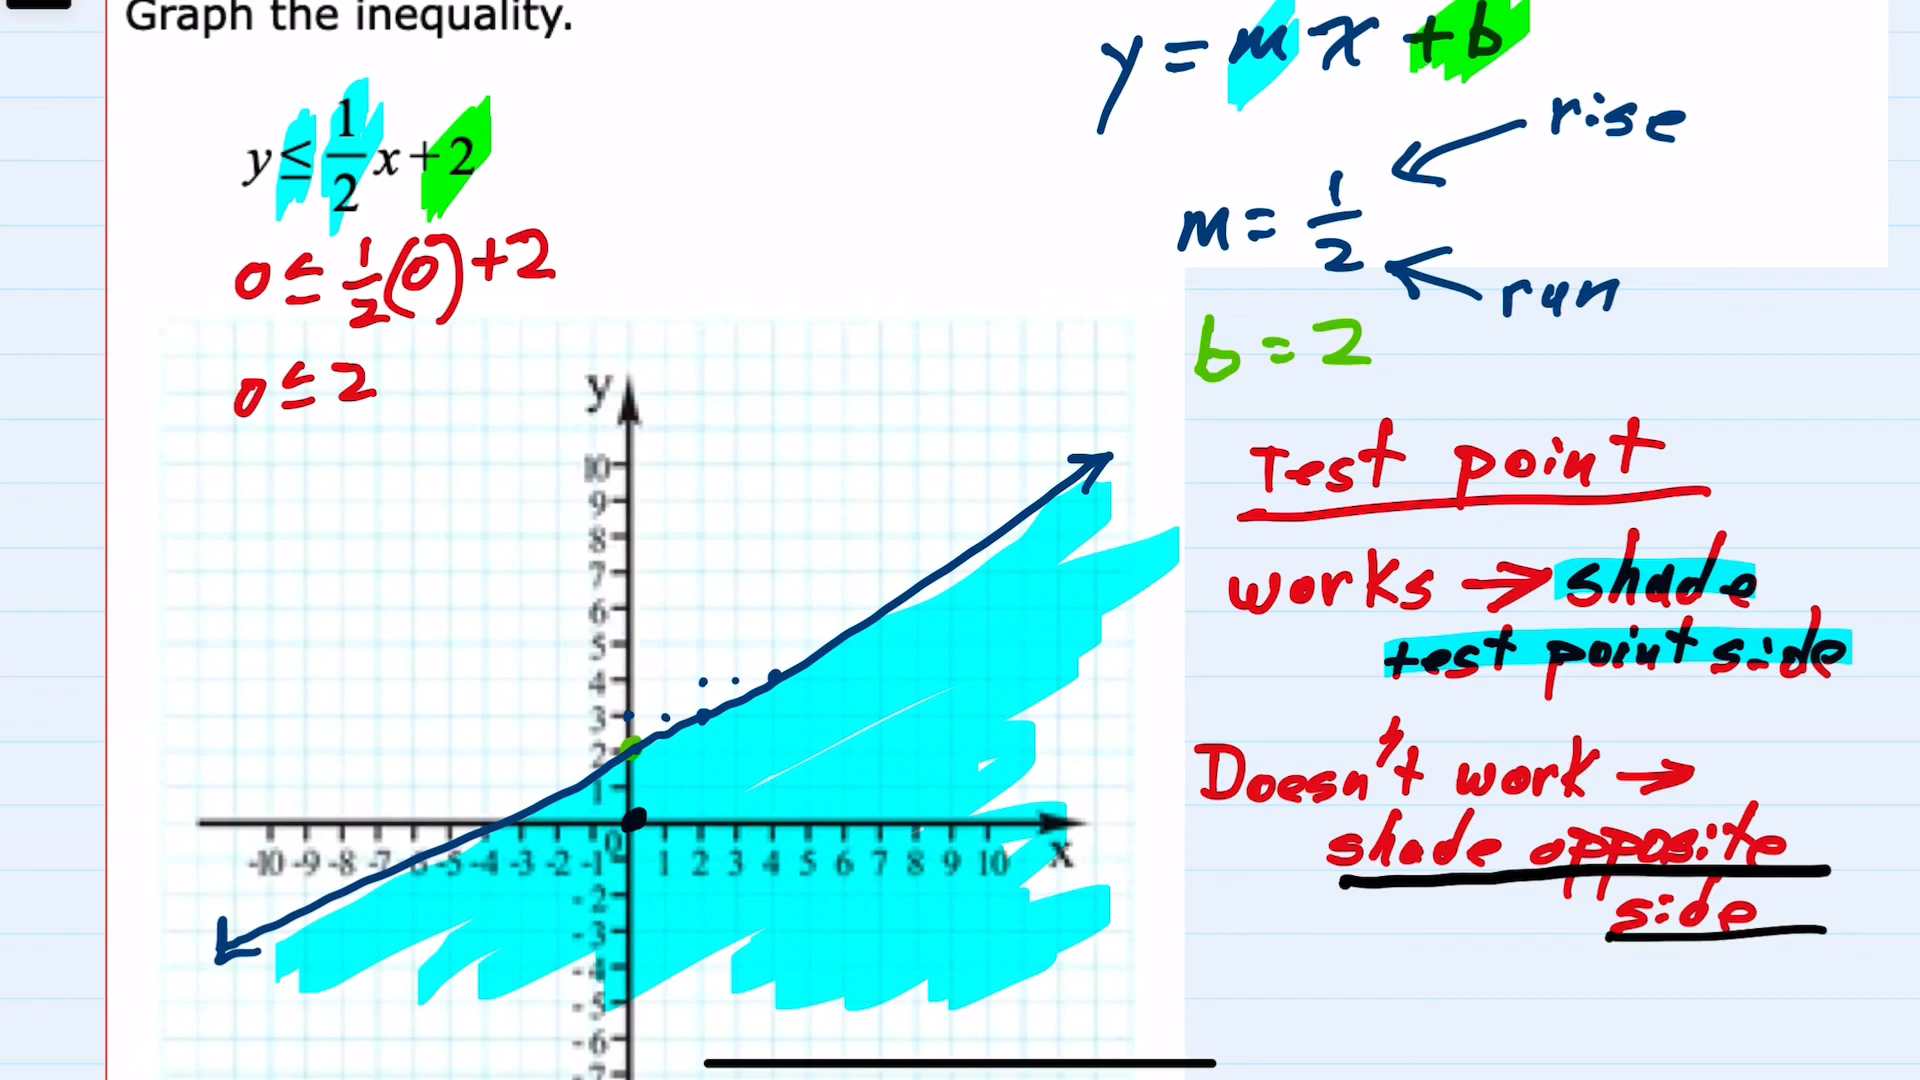 Graph the inequality.
y ≤ 1/2 x + 2
0 ≤ 1/2 (0) + 2
0 ≤ 2
y = mx + b
rise
m = 1/2
run
b = 2
Test point
works → shade
test point side
Doesn't work →
shade opposite
side
y
10
9
8
7
6
5
4
3
2
1
-10 -9 -8 -7 -6 -5 -4 -3 -2 -1 0 1 2 3 4 5 6 7 8 9 10 x
-2
-3
-4
-5
-6
-7